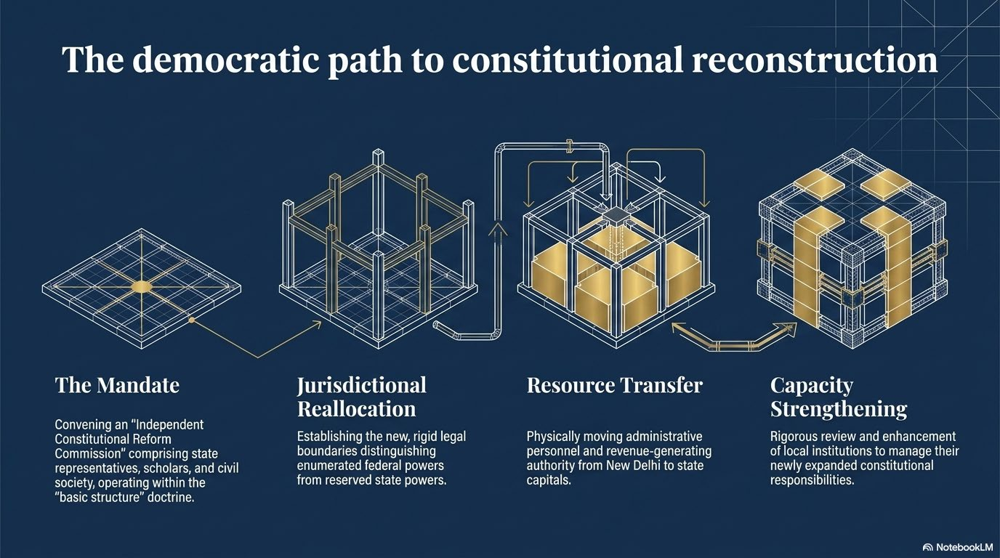 The democratic path to constitutional reconstruction
The Mandate
Convening an "Independent
Constitutional Reform
Commission" comprising state
representatives, scholars, and civil
society, operating within the
"basic structure" doctrine.
Jurisdictional
Reallocation
Establishing the new, rigid legal
boundaries distinguishing
enumerated federal powers
from reserved state powers.
Resource Transfer
Physically moving administrative
personnel and revenue-generating
authority from New Delhi to state
capitals.
Capacity
Strengthening
Rigorous review and enhancement
of local institutions to manage their
newly expanded constitutional
responsibilities.
NotebookLM